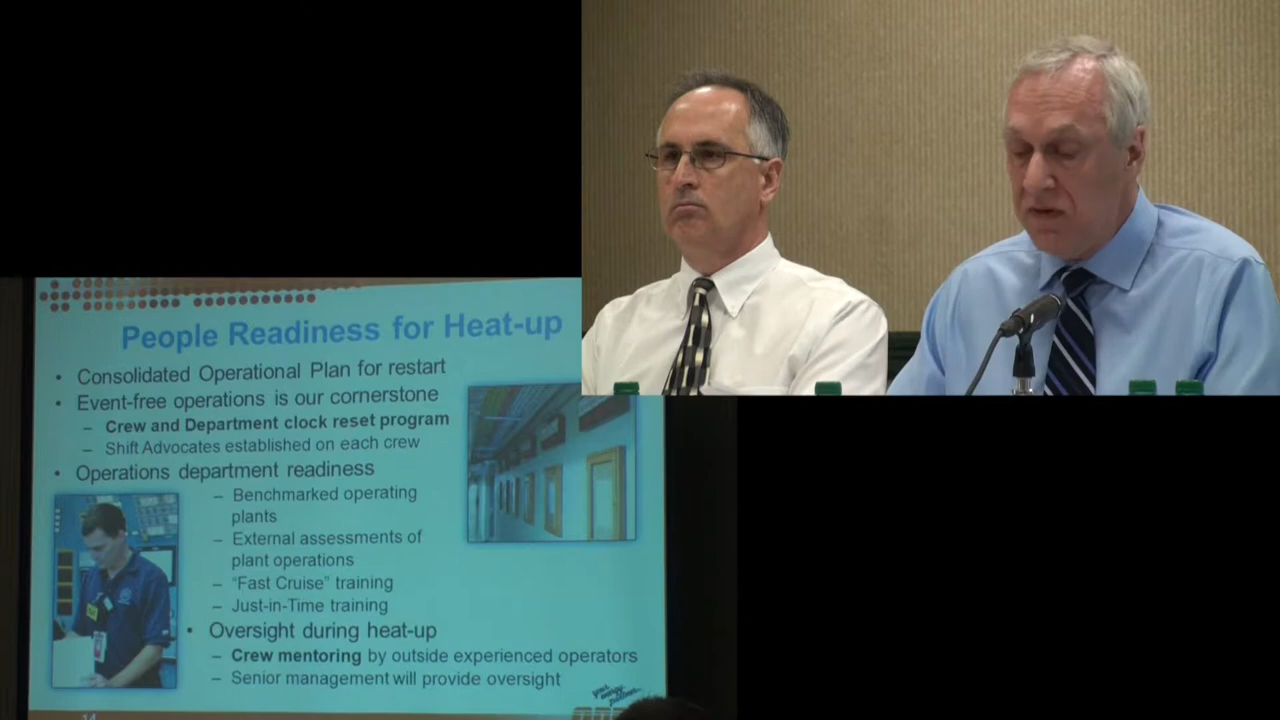 People Readiness for Heat-up
• Consolidated Operational Plan for restart
• Event-free operations is our cornerstone
– Crew and Department clock reset program
– Shift Advocates established on each crew
• Operations department readiness
– Benchmarked operating
plants
– External assessments of
plant operations
– “Fast Cruise” training
– Just-in-Time training
• Oversight during heat-up
– Crew mentoring by outside experienced operators
– Senior management will provide oversight
14